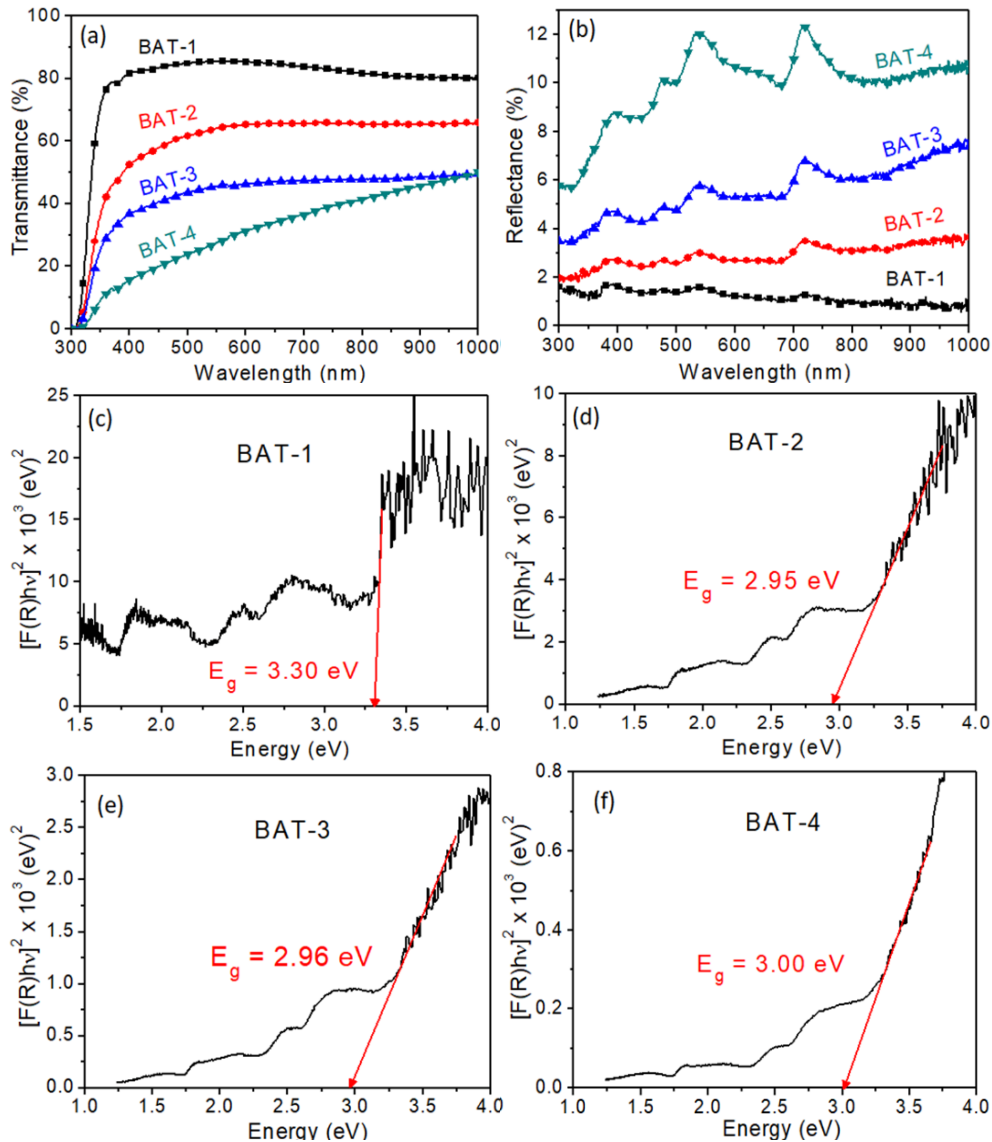 (a)
BAT-1
BAT-2
BAT-3
BAT-4
Transmittance (%)
100
80
60
40
20
0
300 400 500 600 700 800 900 1000
Wavelength (nm)
(b)
BAT-4
BAT-3
BAT-2
BAT-1
Reflectance (%)
12
10
8
6
4
2
0
300 400 500 600 700 800 900 1000
Wavelength (nm)
(c)
BAT-1
[F(R)hν]² x 10³ (eV)²
25
20
15
10
5
0
E_g = 3.30 eV
1.5 2.0 2.5 3.0 3.5 4.0
Energy (eV)
(d)
BAT-2
[F(R)hν]² x 10³ (eV)²
10
8
6
4
2
0
E_g = 2.95 eV
1.0 1.5 2.0 2.5 3.0 3.5 4.0
Energy (eV)
(e)
BAT-3
[F(R)hν]² x 10³ (eV)²
3.0
2.5
2.0
1.5
1.0
0.5
0.0
E_g = 2.96 eV
1.0 1.5 2.0 2.5 3.0 3.5 4.0
Energy (eV)
(f)
BAT-4
[F(R)hν]² x 10³ (eV)²
0.8
0.6
0.4
0.2
0.0
E_g = 3.00 eV
1.0 1.5 2.0 2.5 3.0 3.5 4.0
Energy (eV)